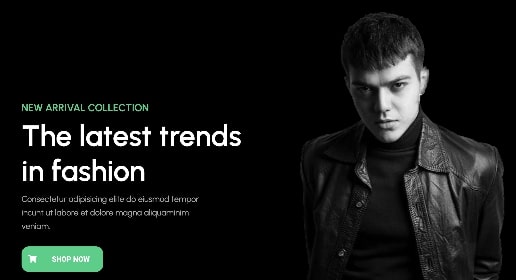 NEW ARRIVAL COLLECTION
The latest trends
in fashion
Consectetur adipisicing elite do eiusmod tempor
incunt ut labore et dolore magna aliquaminim
veniam.
SHOP NOW